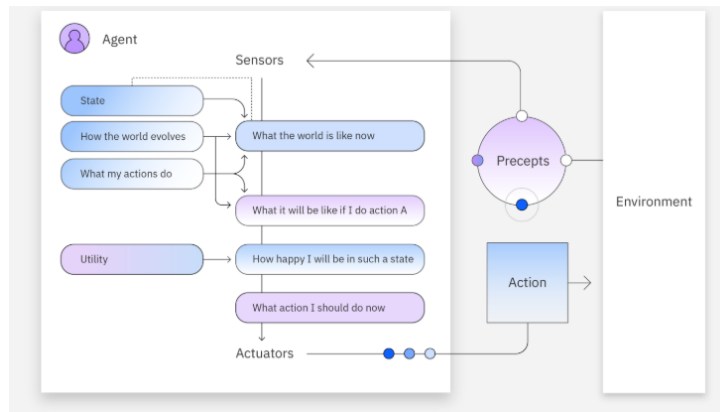 Agent
Sensors
State
How the world evolves
What the world is like now
What my actions do
What it will be like if I do action A
Utility
How happy I will be in such a state
What action I should do now
Actuators
Precepts
Action
Environment